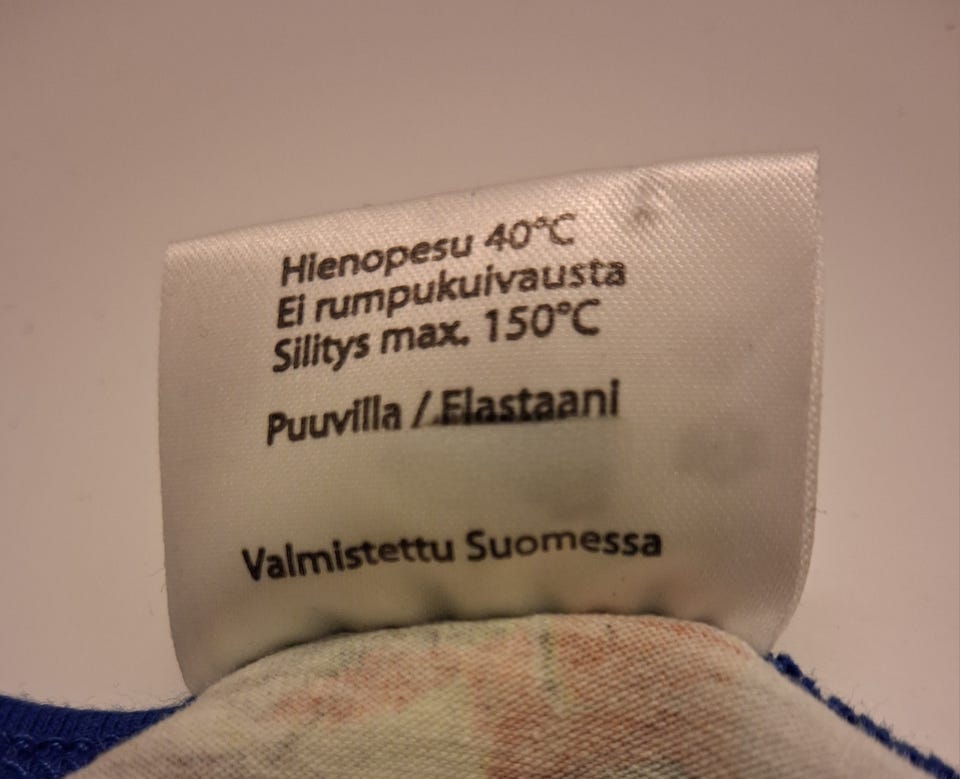 Hienopesu 40°C
Ei rumpukuivausta
Silitys max. 150°C
Puuvilla / Elastaani
Valmistettu Suomessa